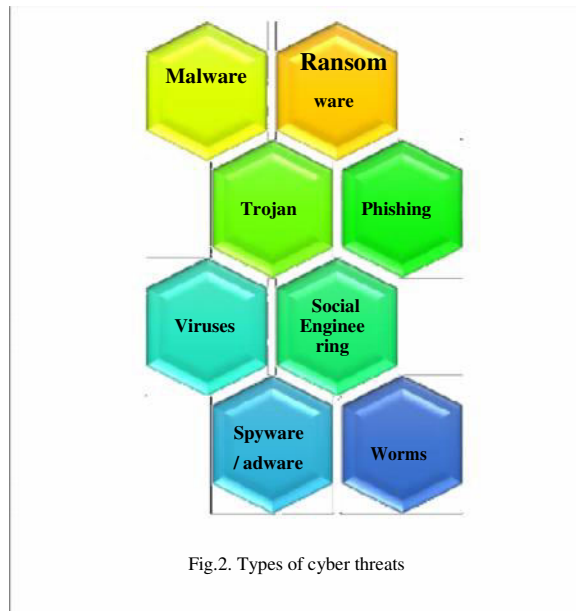 Malware
Ransom
ware
Trojan
Phishing
Viruses
Social
Enginee
ring
Spyware
/ adware
Worms
Fig.2. Types of cyber threats